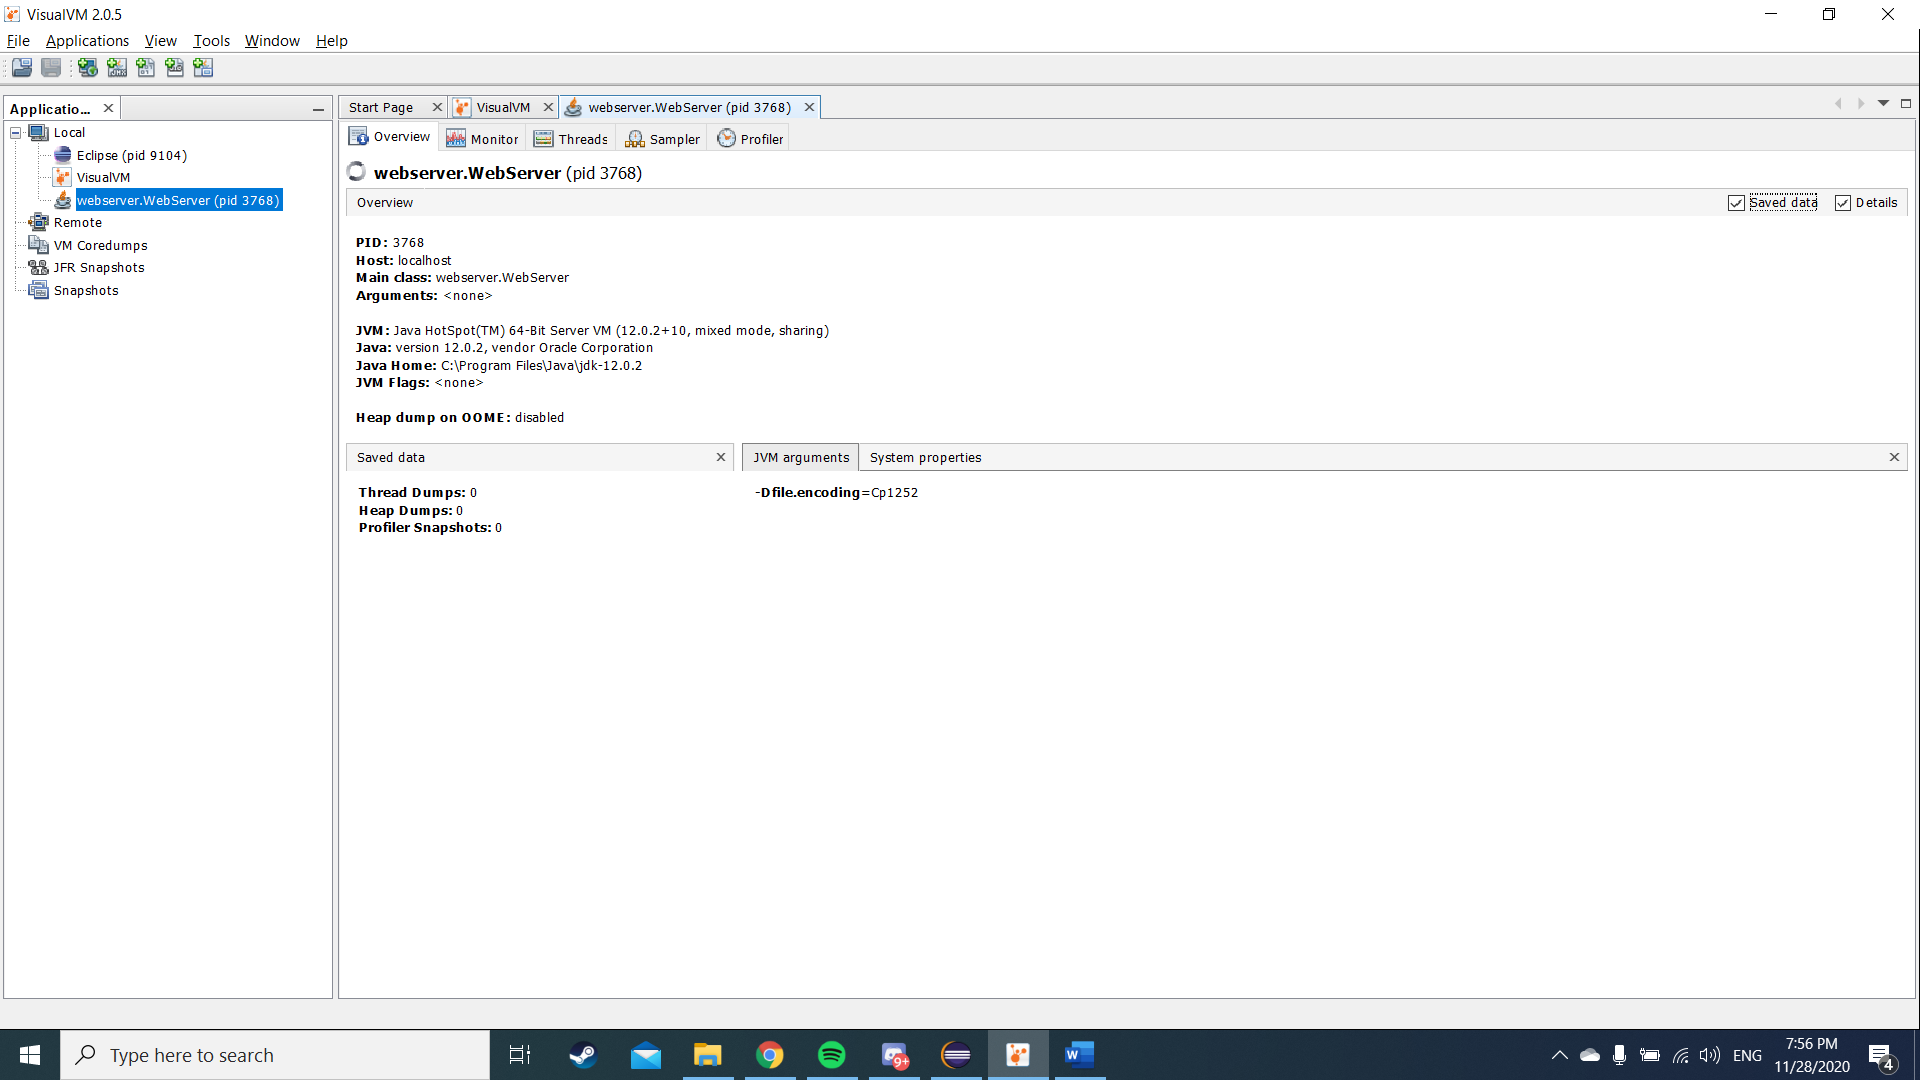 VisualVM 2.0.5
File Applications View Tools Window Help
Applicatio...
Start Page
VisualVM
webserver.WebServer (pid 3768)
Local
Eclipse (pid 9104)
VisualVM
webserver.WebServer (pid 3768)
Remote
VM Coredumps
JFR Snapshots
Snapshots
Overview Monitor Threads Sampler Profiler
webserver.WebServer (pid 3768)
Overview
Saved data Details
PID: 3768
Host: localhost
Main class: webserver.WebServer
Arguments: <none>
JVM: Java HotSpot(TM) 64-Bit Server VM (12.0.2+10, mixed mode, sharing)
Java: version 12.0.2, vendor Oracle Corporation
Java Home: C:\Program Files\Java\jdk-12.0.2
JVM Flags: <none>
Heap dump on OOME: disabled
Saved data
Thread Dumps: 0
Heap Dumps: 0
Profiler Snapshots: 0
JVM arguments System properties
-Dfile.encoding=Cp1252
Type here to search
9+
W
ENG
7:56 PM
11/28/2020
4